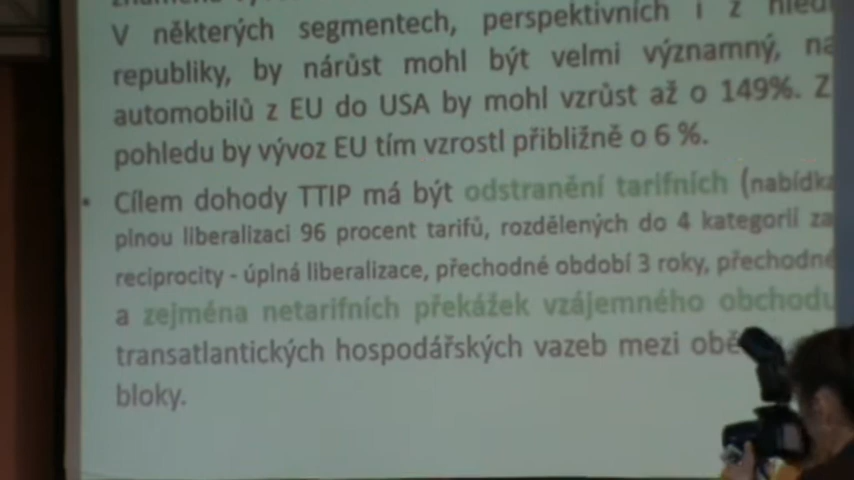 V některých segmentech, perspektivních i z
republiky, by nárůst mohl být velmi významný,
automobilů z EU do USA by mohl vzrůst až o 149%. Z
pohledu by vývoz EU tím vzrostl přibližně o 6 %.
• Cílem dohody TTIP má být odstranění tarifních (nabídka
plnou liberalizaci 96 procent tarifů, rozdělených do 4 kategorií za
reciprocity - úplná liberalizace, přechodné období 3 roky, přechodné
a zejména netarifních překážek vzájemného obchodu
transatlantických hospodářských vazeb mezi
bloky.